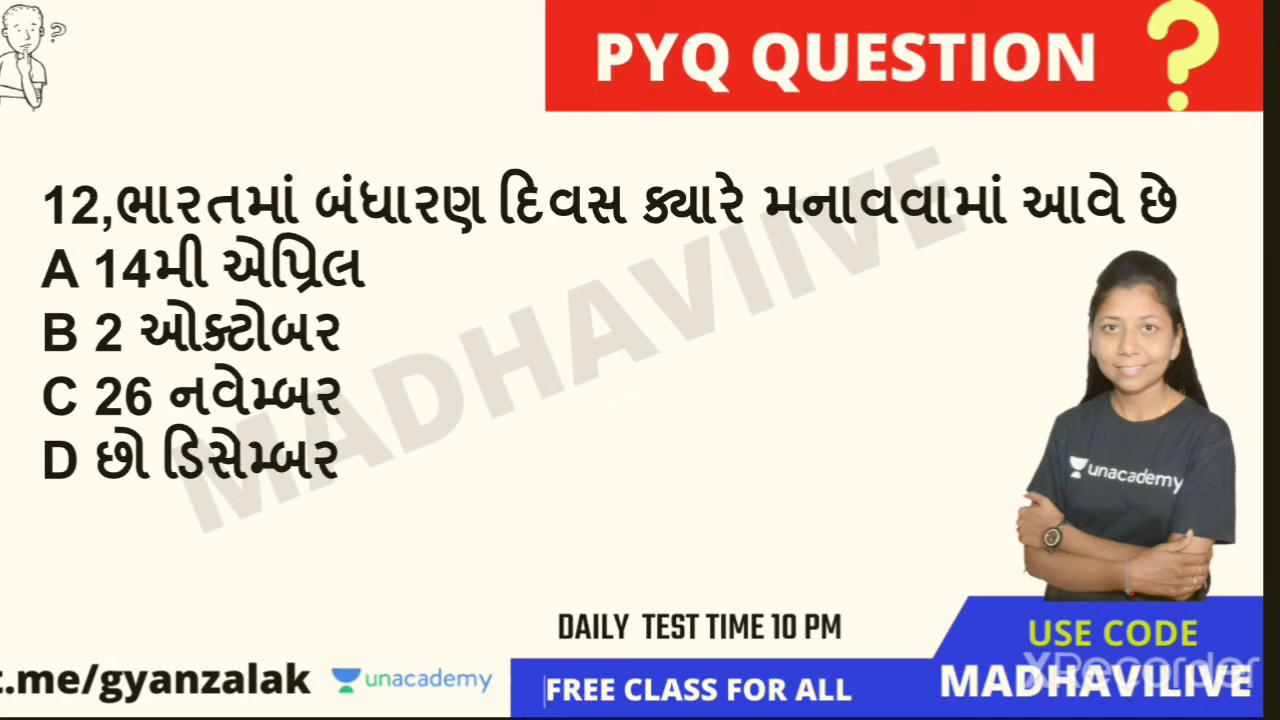 PYQ QUESTION ?
12,ભારતમાં બંધારણ દિવસ ક્યારે મનાવવામાં આવે છે
A 14મી એપ્રિલ
B 2 ઓક્ટોબર
C 26 નવેમ્બર
D છો ડિસેમ્બર
MADHAVIIVE
unacademy
DAILY TEST TIME 10 PM
USE CODE
XRecorder
t.me/gyanzalak
unacademy
FREE CLASS FOR ALL
MADHAVILIVE